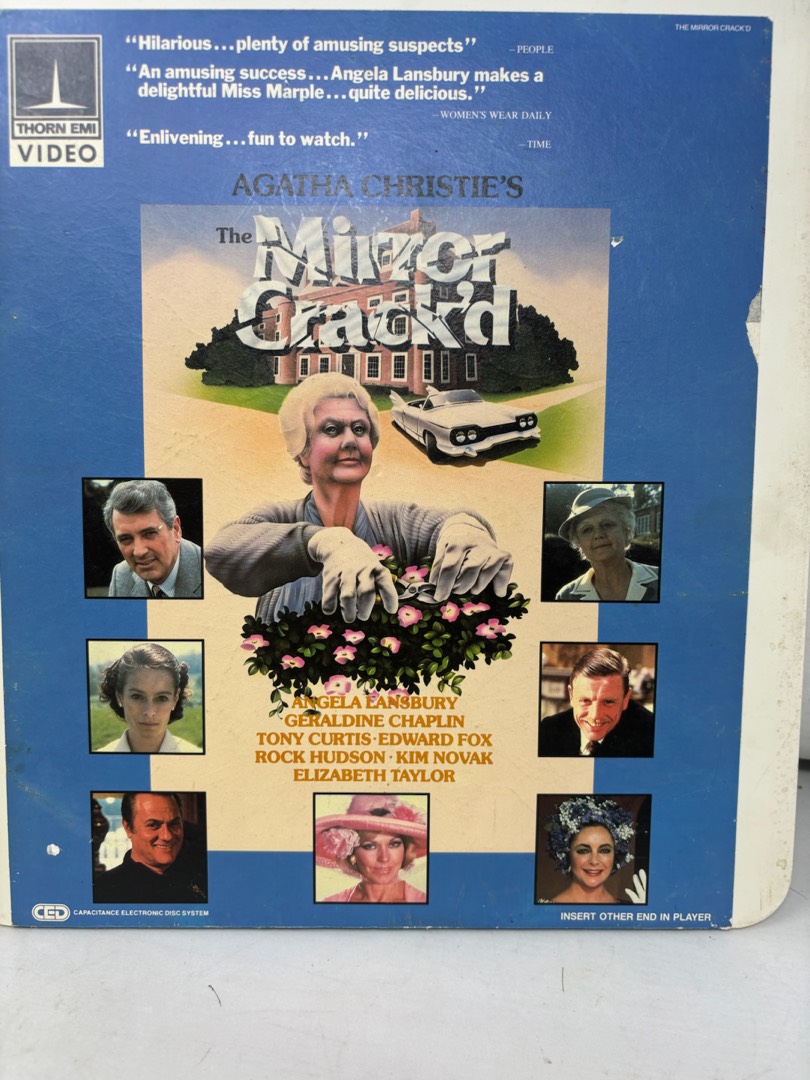 THE MIRROR CRACK'D
THORN EMI
VIDEO
“Hilarious...plenty of amusing suspects”
–PEOPLE
“An amusing success...Angela Lansbury makes a
delightful Miss Marple...quite delicious.”
–WOMEN'S WEAR DAILY
“Enlivening...fun to watch.”
–TIME
AGATHA CHRISTIE'S
The Mirror
Crack'd
ANGELA LANSBURY
GERALDINE CHAPLIN
TONY CURTIS · EDWARD FOX
ROCK HUDSON · KIM NOVAK
ELIZABETH TAYLOR
CED CAPACITANCE ELECTRONIC DISC SYSTEM
INSERT OTHER END IN PLAYER